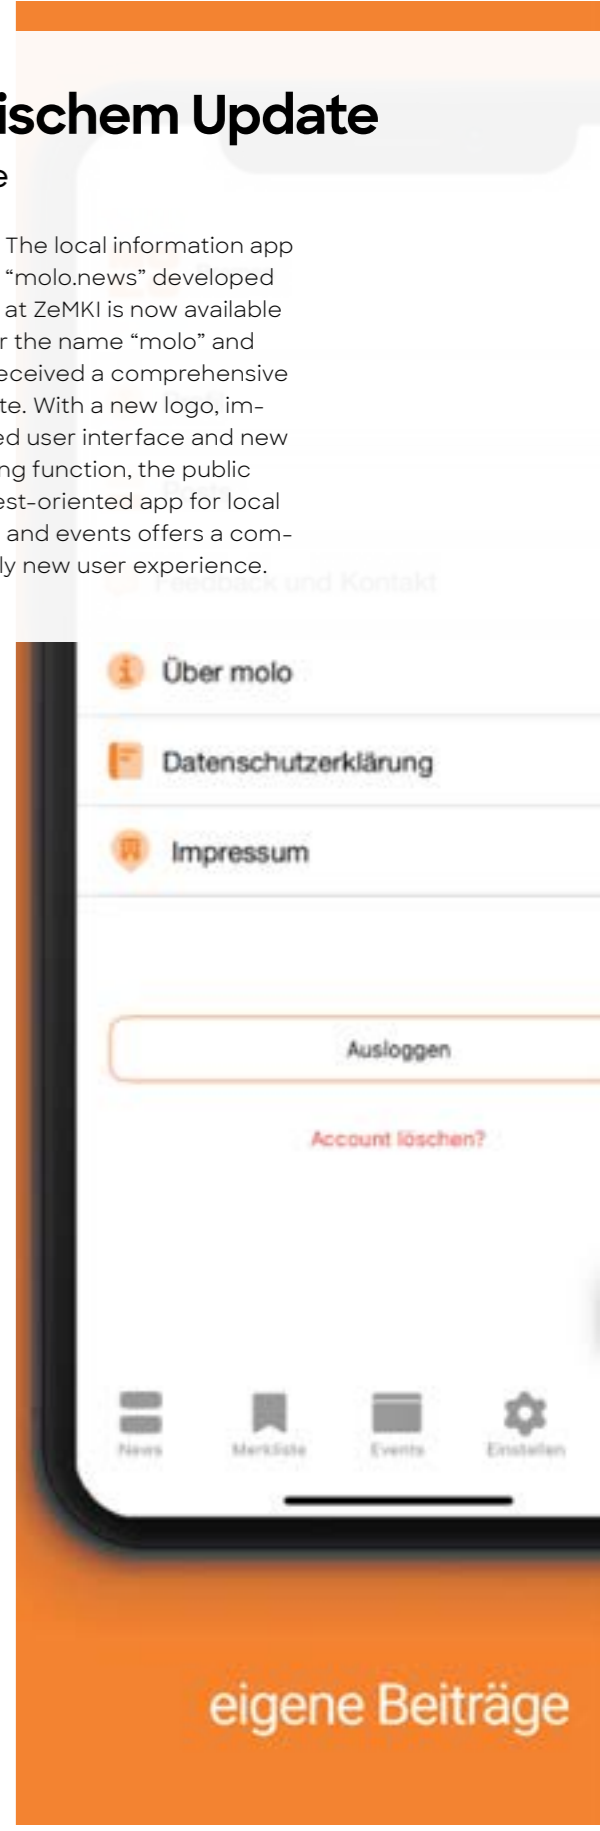 ischem Update
e
The local information app
“molo.news” developed
at ZeMKI is now available
r the name “molo” and
eceived a comprehensive
te. With a new logo, im-
ed user interface and new
ng function, the public
est-oriented app for local
and events offers a com-
ly new user experience.
Feedback und Kontakt
Über molo
Datenschutzerklärung
Impressum
Ausloggen
Account löschen?
News Merkliste Events Einstellen
eigene Beiträge